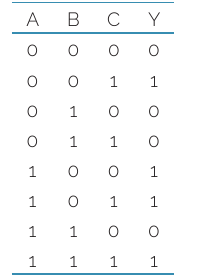 A B C Y
0 0 0 0
0 0 1 1
0 1 0 0
0 1 1 0
1 0 0 1
1 0 1 1
1 1 0 0
1 1 1 1